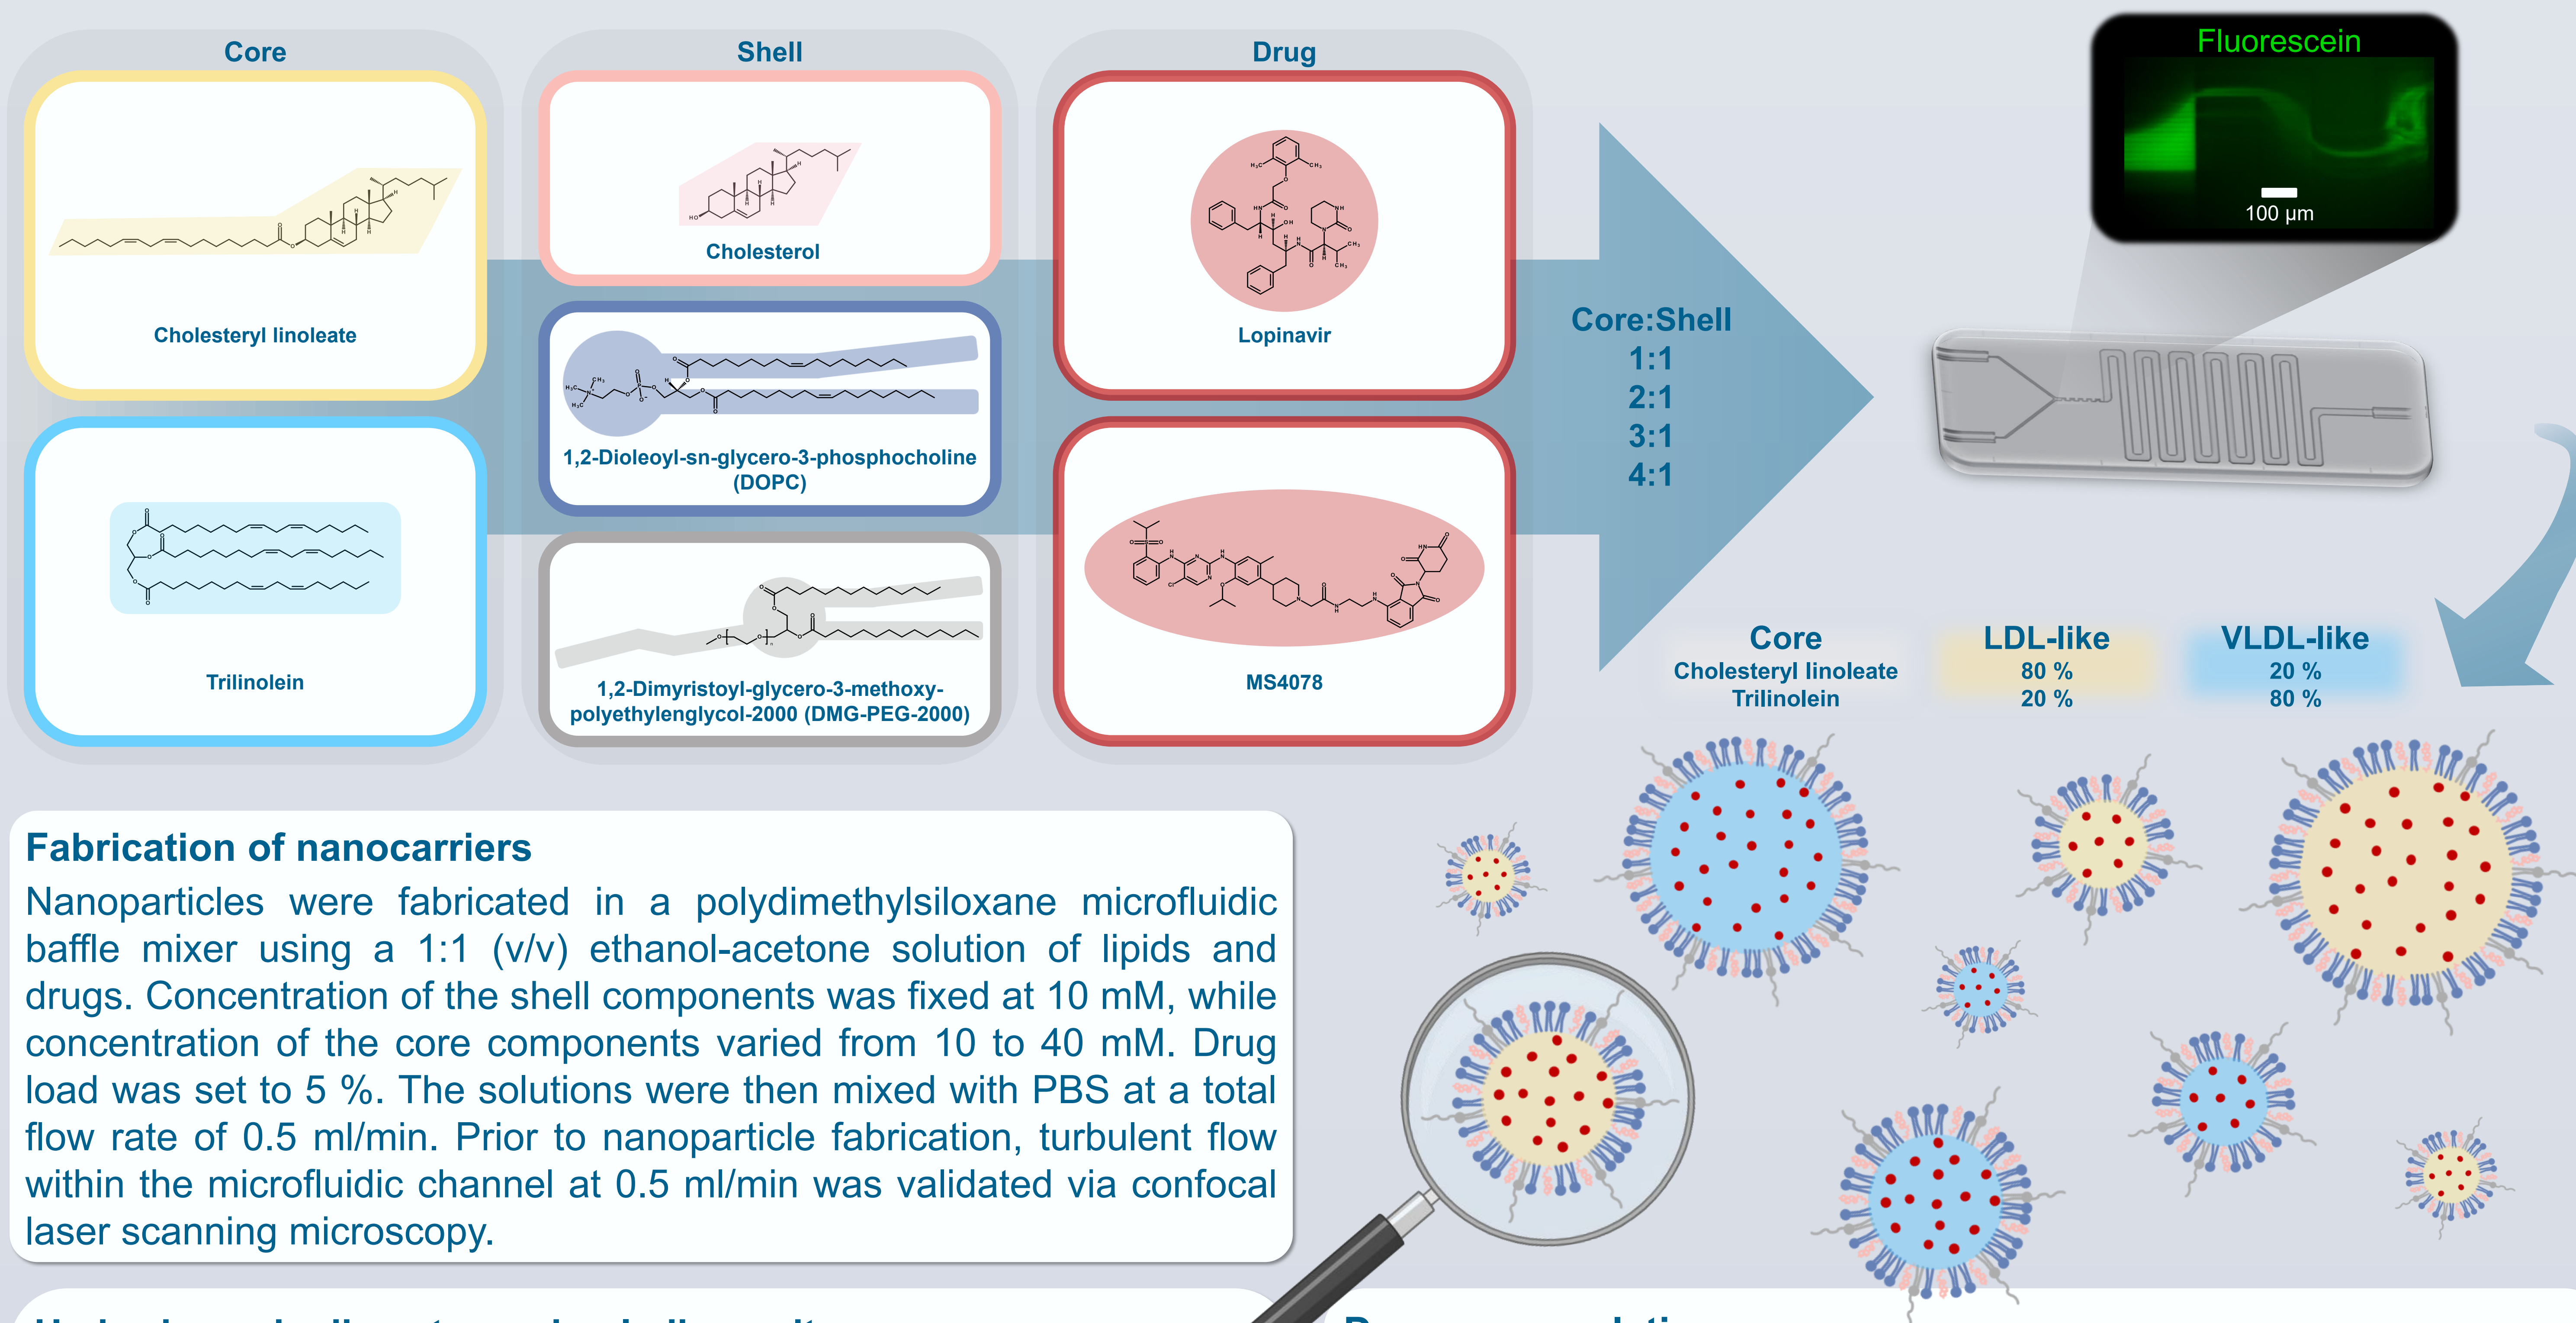 Core
Shell
Drug
Fluorescein
100 µm
Cholesteryl linoleate
Trilinolein
HO
Cholesterol
1,2-Dioleoyl-sn-glycero-3-phosphocholine
(DOPC)
1,2-Dimyristoyl-glycero-3-methoxy-
polyethylenglycol-2000 (DMG-PEG-2000)
Lopinavir
MS4078
Core:Shell
1:1
2:1
3:1
4:1
Core LDL-like VLDL-like
Cholesteryl linoleate 80 % 20 %
Trilinolein 20 % 80 %
Fabrication of nanocarriers
Nanoparticles were fabricated in a polydimethylsiloxane microfluidic
baffle mixer using a 1:1 (v/v) ethanol-acetone solution of lipids and
drugs. Concentration of the shell components was fixed at 10 mM, while
concentration of the core components varied from 10 to 40 mM. Drug
load was set to 5 %. The solutions were then mixed with PBS at a total
flow rate of 0.5 ml/min. Prior to nanoparticle fabrication, turbulent flow
within the microfluidic channel at 0.5 ml/min was validated via confocal
laser scanning microscopy.